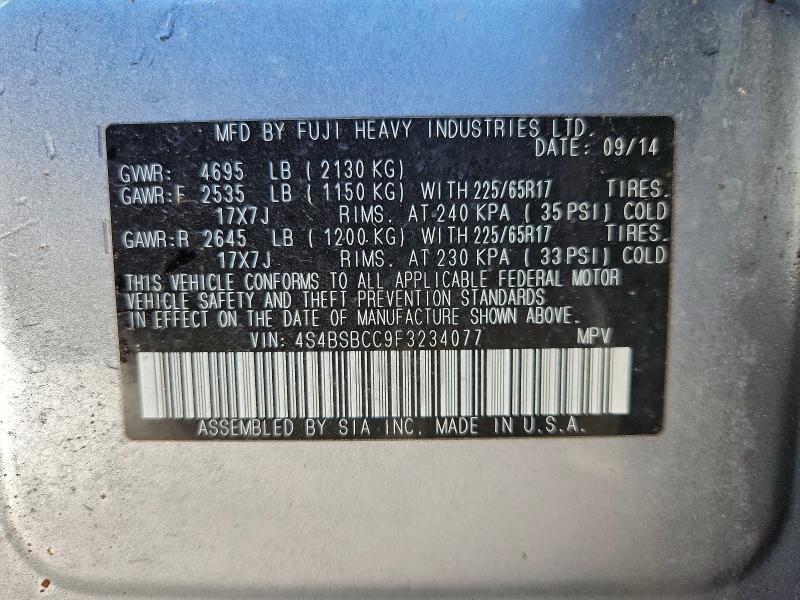 MFD BY FUJI HEAVY INDUSTRIES LTD.
DATE: 09/14
GVWR: 4695 LB (2130 KG)
GAWR:F 2535 LB (1150 KG) WITH 225/65R17 TIRES.
17X7J RIMS. AT 240 KPA (35 PSI) COLD
GAWR:R 2645 LB (1200 KG) WITH 225/65R17 TIRES.
17X7J RIMS. AT 230 KPA (33 PSI) COLD
THIS VEHICLE CONFORMS TO ALL APPLICABLE FEDERAL MOTOR
VEHICLE SAFETY AND THEFT PREVENTION STANDARDS
IN EFFECT ON THE DATE OF MANUFACTURE SHOWN ABOVE.
VIN: 4S4BSBCC9F3234077 MPV
ASSEMBLED BY SIA INC. MADE IN U.S.A.